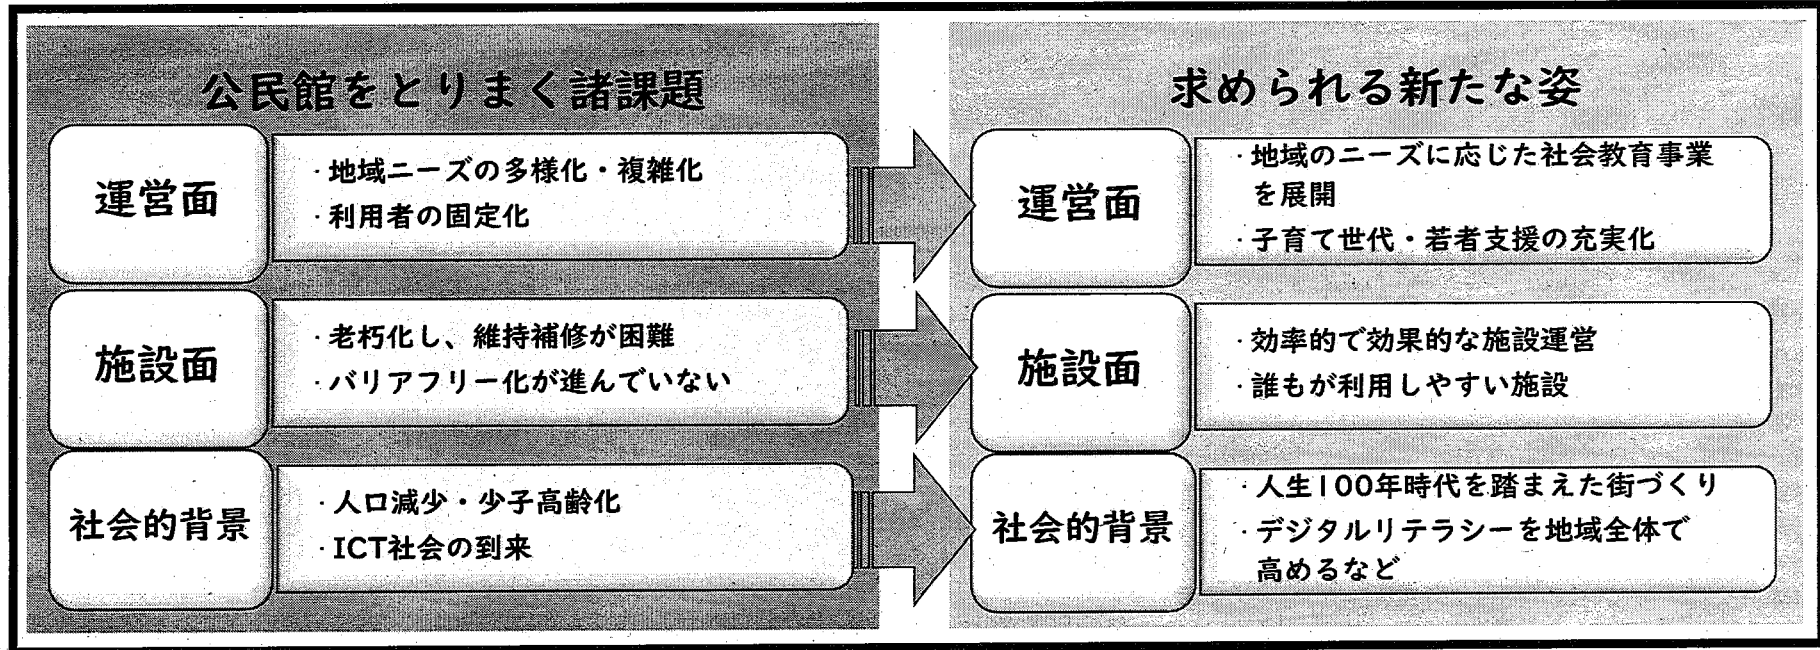 公民館をとりまく諸課題
運営面
・地域ニーズの多様化・複雑化
・利用者の固定化
施設面
・老朽化し、維持補修が困難
・バリアフリー化が進んでいない
社会的背景
・人口減少・少子高齢化
・ICT社会の到来
求められる新たな姿
運営面
・地域のニーズに応じた社会教育事業
を展開
・子育て世代・若者支援の充実化
施設面
・効率的で効果的な施設運営
・誰もが利用しやすい施設
社会的背景
・人生100年時代を踏まえた街づくり
・デジタルリテラシーを地域全体で
高めるなど